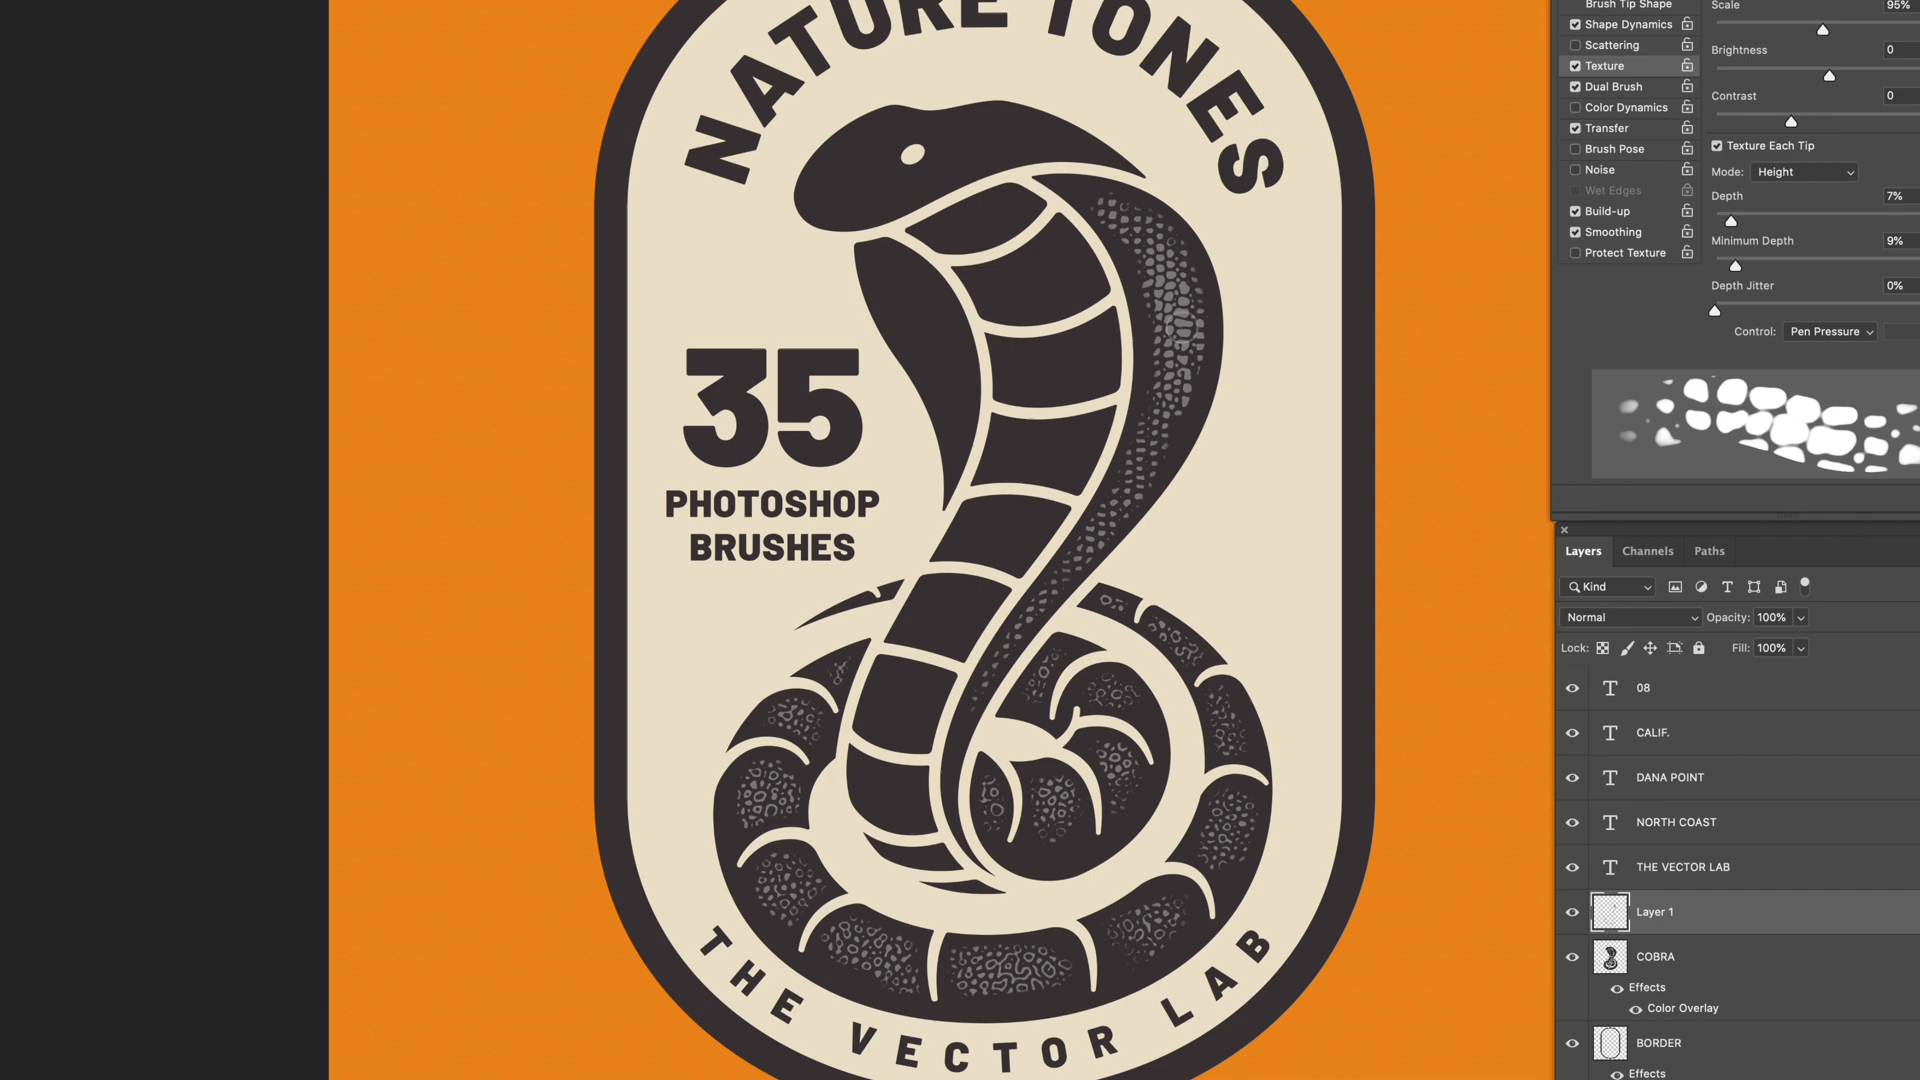 NATURE TONES
35
PHOTOSHOP
BRUSHES
THE VECTOR LAB
Brush Tip Shape
Shape Dynamics
Scattering
Texture
Dual Brush
Color Dynamics
Transfer
Brush Pose
Noise
Wet Edges
Build-up
Smoothing
Protect Texture
Scale 95%
Brightness 0
Contrast 0
Texture Each Tip
Mode: Height
Depth 7%
Minimum Depth 9%
Depth Jitter 0%
Control: Pen Pressure
Layers Channels Paths
Kind
Normal Opacity: 100%
Lock: Fill: 100%
08
CALIF.
DANA POINT
NORTH COAST
THE VECTOR LAB
Layer 1
COBRA
Effects
Color Overlay
BORDER
Effects